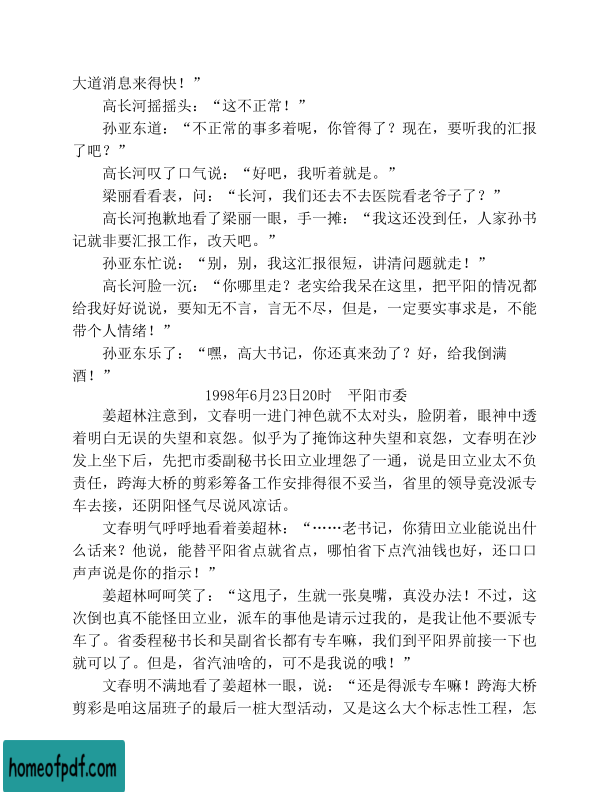 大道消息来得快！”
高长河摇摇头：“这不正常！”
孙亚东道：“不正常的事多着呢，你管得了？现在，要听我的汇报
了吧？”
高长河叹了口气说：“好吧，我听着就是。”
梁丽看看表，问：“长河，我们还去不去医院看老爷子了？”
高长河抱歉地看了梁丽一眼，手一摊：“我这还没到任，人家孙书
记就非要汇报工作，改天吧。”
孙亚东忙说：“别，别，我这汇报很短，讲清问题就走！”
高长河脸一沉：“你哪里走？老实给我呆在这里，把平阳的情况都
给我好好说说，要知无不言，言无不尽，但是，一定要实事求是，不能
带个人情绪！”
孙亚东乐了：“嘿，高大书记，你还真来劲了？好，给我倒满
酒！”
1998年6月23日20时　平阳市委
姜超林注意到，文春明一进门神色就不太对头，脸阴着，眼神中透
着明白无误的失望和哀怨。似乎为了掩饰这种失望和哀怨，文春明在沙
发上坐下后，先把市委副秘书长田立业埋怨了一通，说是田立业太不负
责任，跨海大桥的剪彩筹备工作安排得很不妥当，省里的领导竟没派专
车去接，还阴阳怪气尽说风凉话。
文春明气呼呼地看着姜超林：“……老书记，你猜田立业能说出什
么话来？他说，能替平阳省点就省点，哪怕省下点汽油钱也好，还口口
声声说是你的指示！”
姜超林呵呵笑了：“这甩子，生就一张臭嘴，真没办法！不过，这
次倒也真不能怪田立业，派车的事他是请示过我的，是我让他不要派专
车了。省委程秘书长和吴副省长都有专车嘛，我们到平阳界前接一下也
就可以了。但是，省汽油啥的，可不是我说的哦！”
文春明不满地看了姜超林一眼，说：“还是得派专车嘛！跨海大桥
剪彩是咱这届班子的最后一桩大型活动，又是这么大个标志性工程，怎
homeofpdf.com